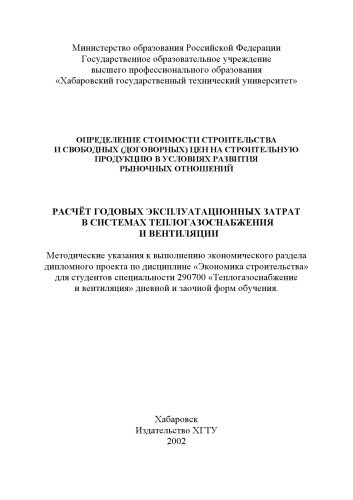 Министерство образования Российской Федерации
Государственное образовательное учреждение
высшего профессионального образования
«Хабаровский государственный технический университет»
ОПРЕДЕЛЕНИЕ СТОИМОСТИ СТРОИТЕЛЬСТВА
И СВОБОДНЫХ (ДОГОВОРНЫХ) ЦЕН НА СТРОИТЕЛЬНУЮ
ПРОДУКЦИЮ В УСЛОВИЯХ РАЗВИТИЯ
РЫНОЧНЫХ ОТНОШЕНИЙ
РАСЧЁТ ГОДОВЫХ ЭКСПЛУАТАЦИОННЫХ ЗАТРАТ
В СИСТЕМАХ ТЕПЛОГАЗОСНАБЖЕНИЯ
И ВЕНТИЛЯЦИИ
Методические указания к выполнению экономического раздела
дипломного проекта по дисциплине «Экономика строительства»
для студентов специальности 290700 «Теплогазоснабжение
и вентиляция» дневной и заочной форм обучения.
Хабаровск
Издательство ХГТУ
2002